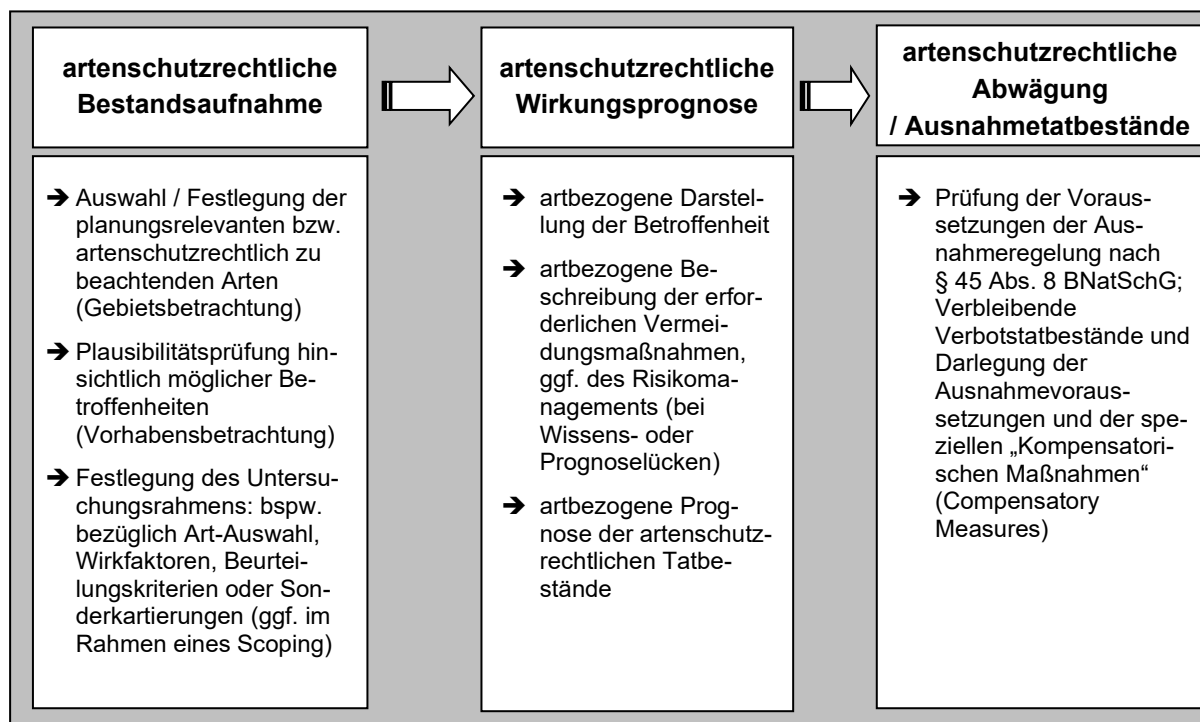 artenschutzrechtliche
Bestandsaufnahme
➔ Auswahl / Festlegung der
planungsrelevanten bzw.
artenschutzrechtlich zu
beachtenden Arten
(Gebietsbetrachtung)
➔ Plausibilitätsprüfung hin-
sichtlich möglicher Be-
troffenheiten
(Vorhabensbetrachtung)
➔ Festlegung des Untersu-
chungsrahmens: bspw.
bezüglich Art-Auswahl,
Wirkfaktoren, Beurtei-
lungskriterien oder Son-
derkartierungen (ggf. im
Rahmen eines Scoping)
artenschutzrechtliche
Wirkungsprognose
➔ artbezogene Darstel-
lung der Betroffenheit
➔ artbezogene Be-
schreibung der erfor-
derlichen Vermei-
dungsmaßnahmen,
ggf. des Risikoma-
nagements (bei
Wissens- oder
Prognoselücken)
➔ artbezogene Prog-
nose der artenschutz-
rechtlichen Tatbe-
stände
artenschutzrechtliche
Abwägung
/ Ausnahmetatbestände
➔ Prüfung der Voraus-
setzungen der Aus-
nahmeregelung nach
§ 45 Abs. 8 BNatSchG;
Verbleibende
Verbotstatbestände und
Darlegung der
Ausnahmevoraus-
setzungen und der spe-
ziellen „Kompensatori-
schen Maßnahmen“
(Compensatory
Measures)